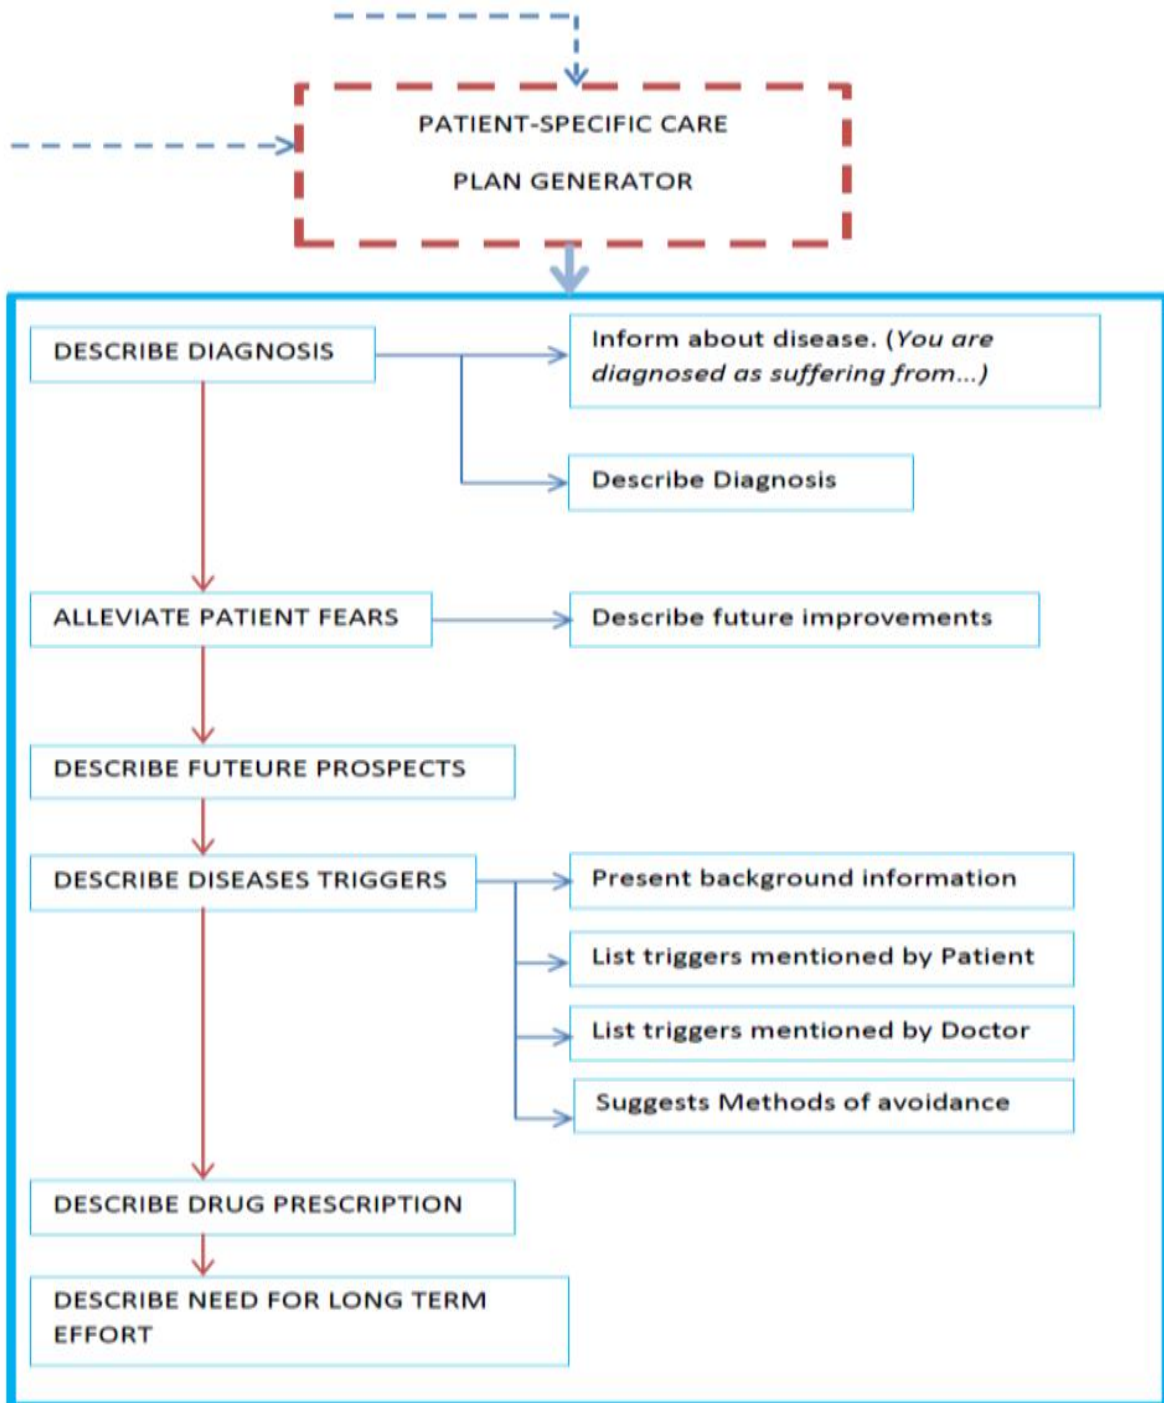 PATIENT-SPECIFIC CARE
PLAN GENERATOR
DESCRIBE DIAGNOSIS
Inform about disease. (You are
diagnosed as suffering from...)
Describe Diagnosis
ALLEVIATE PATIENT FEARS
Describe future improvements
DESCRIBE FUTEURE PROSPECTS
DESCRIBE DISEASES TRIGGERS
Present background information
List triggers mentioned by Patient
List triggers mentioned by Doctor
Suggests Methods of avoidance
DESCRIBE DRUG PRESCRIPTION
DESCRIBE NEED FOR LONG TERM
EFFORT